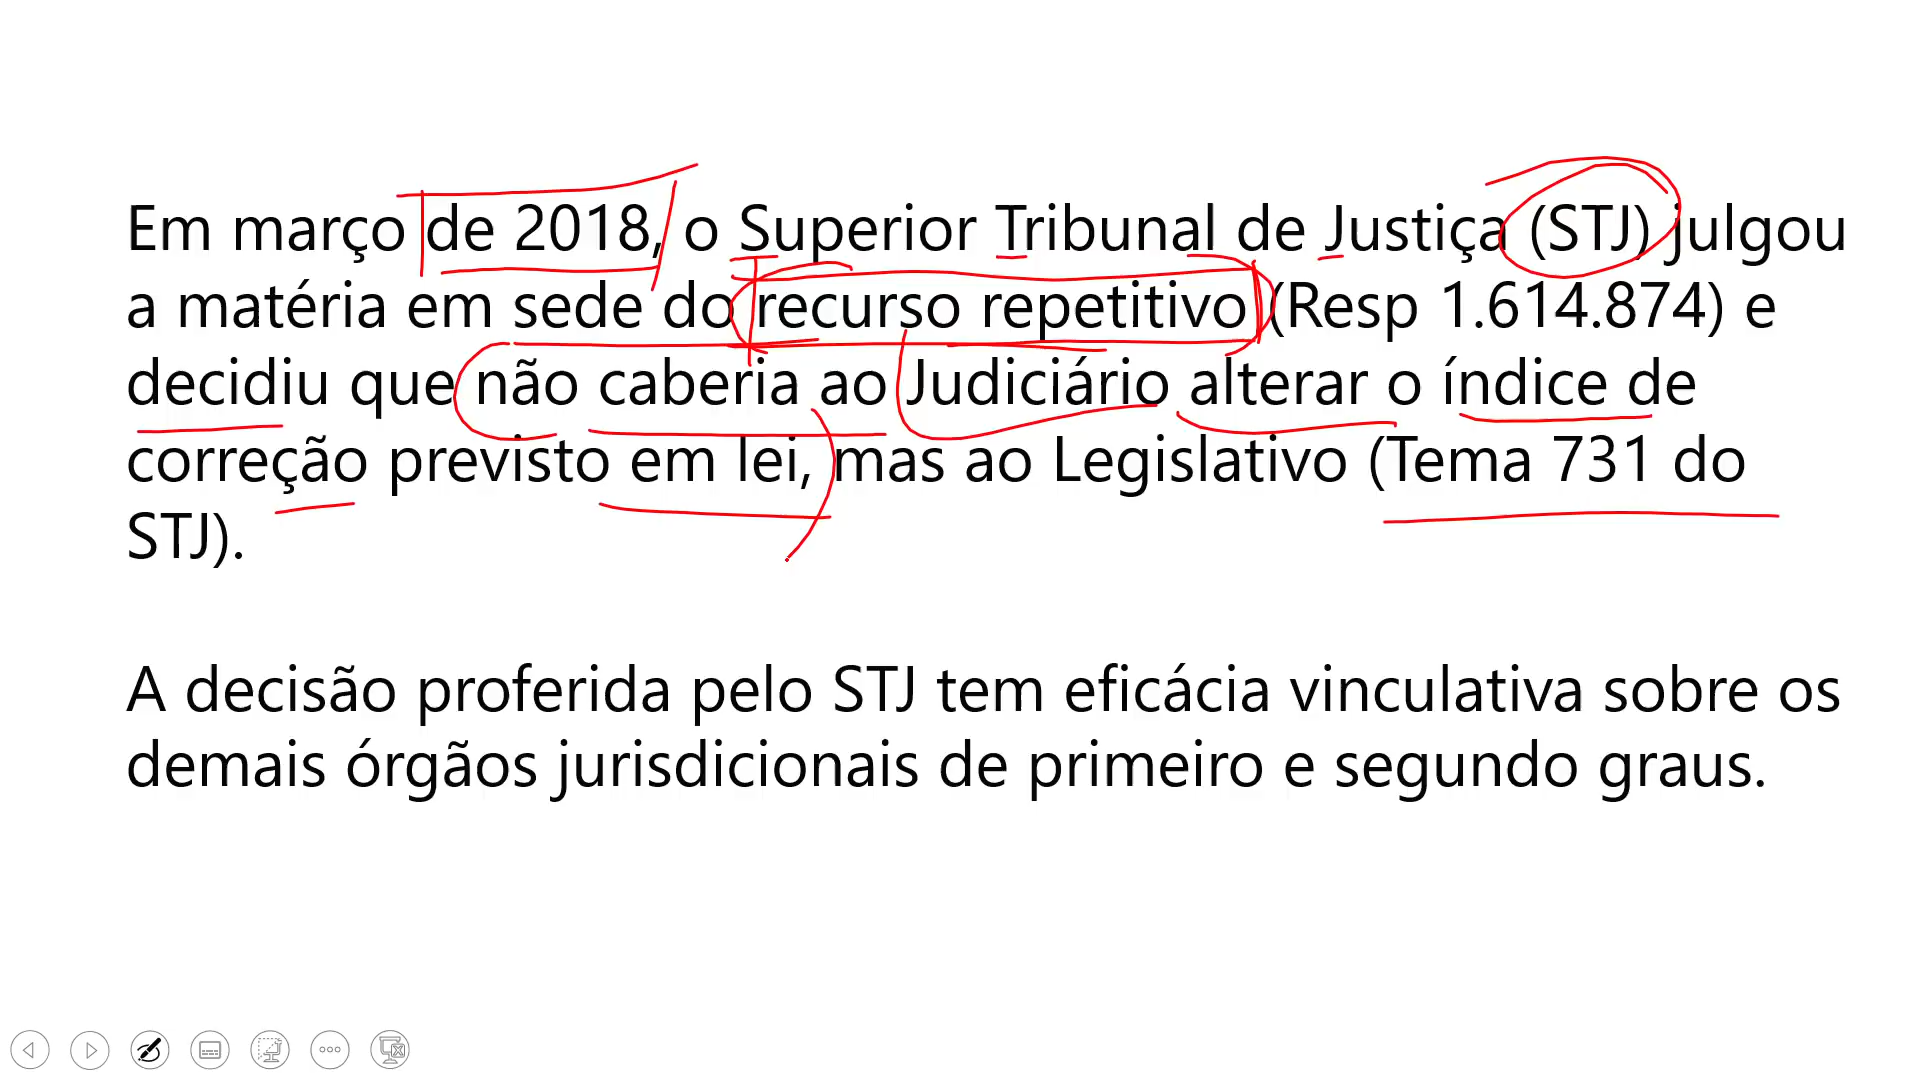 Em março de 2018, o Superior Tribunal de Justiça (STJ) julgou
a matéria em sede do recurso repetitivo (Resp 1.614.874) e
decidiu que não caberia ao Judiciário alterar o índice de
correção previsto em lei, mas ao Legislativo (Tema 731 do
STJ).
A decisão proferida pelo STJ tem eficácia vinculativa sobre os
demais órgãos jurisdicionais de primeiro e segundo graus.